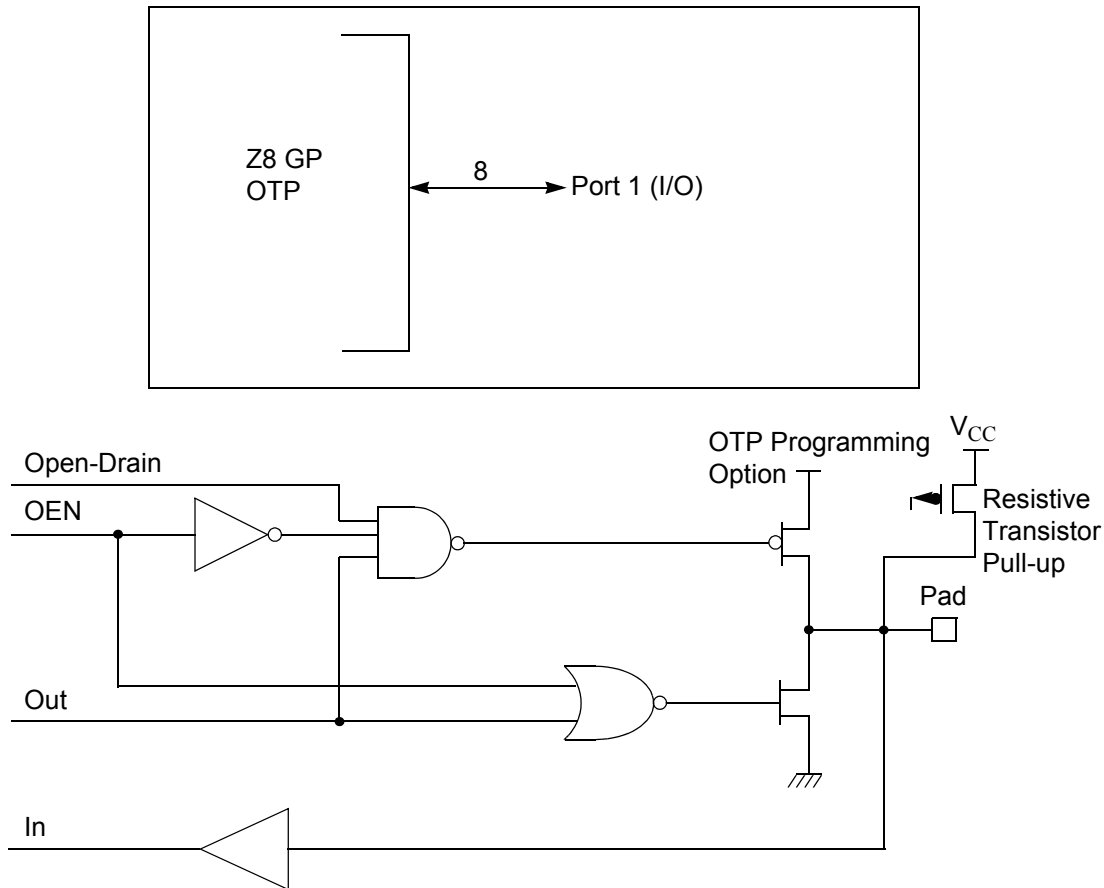 Z8 GP
OTP
8
Port 1 (I/O)
Open-Drain
OEN
OTP Programming
Option
VCC
Resistive
Transistor
Pull-up
Pad
Out
In